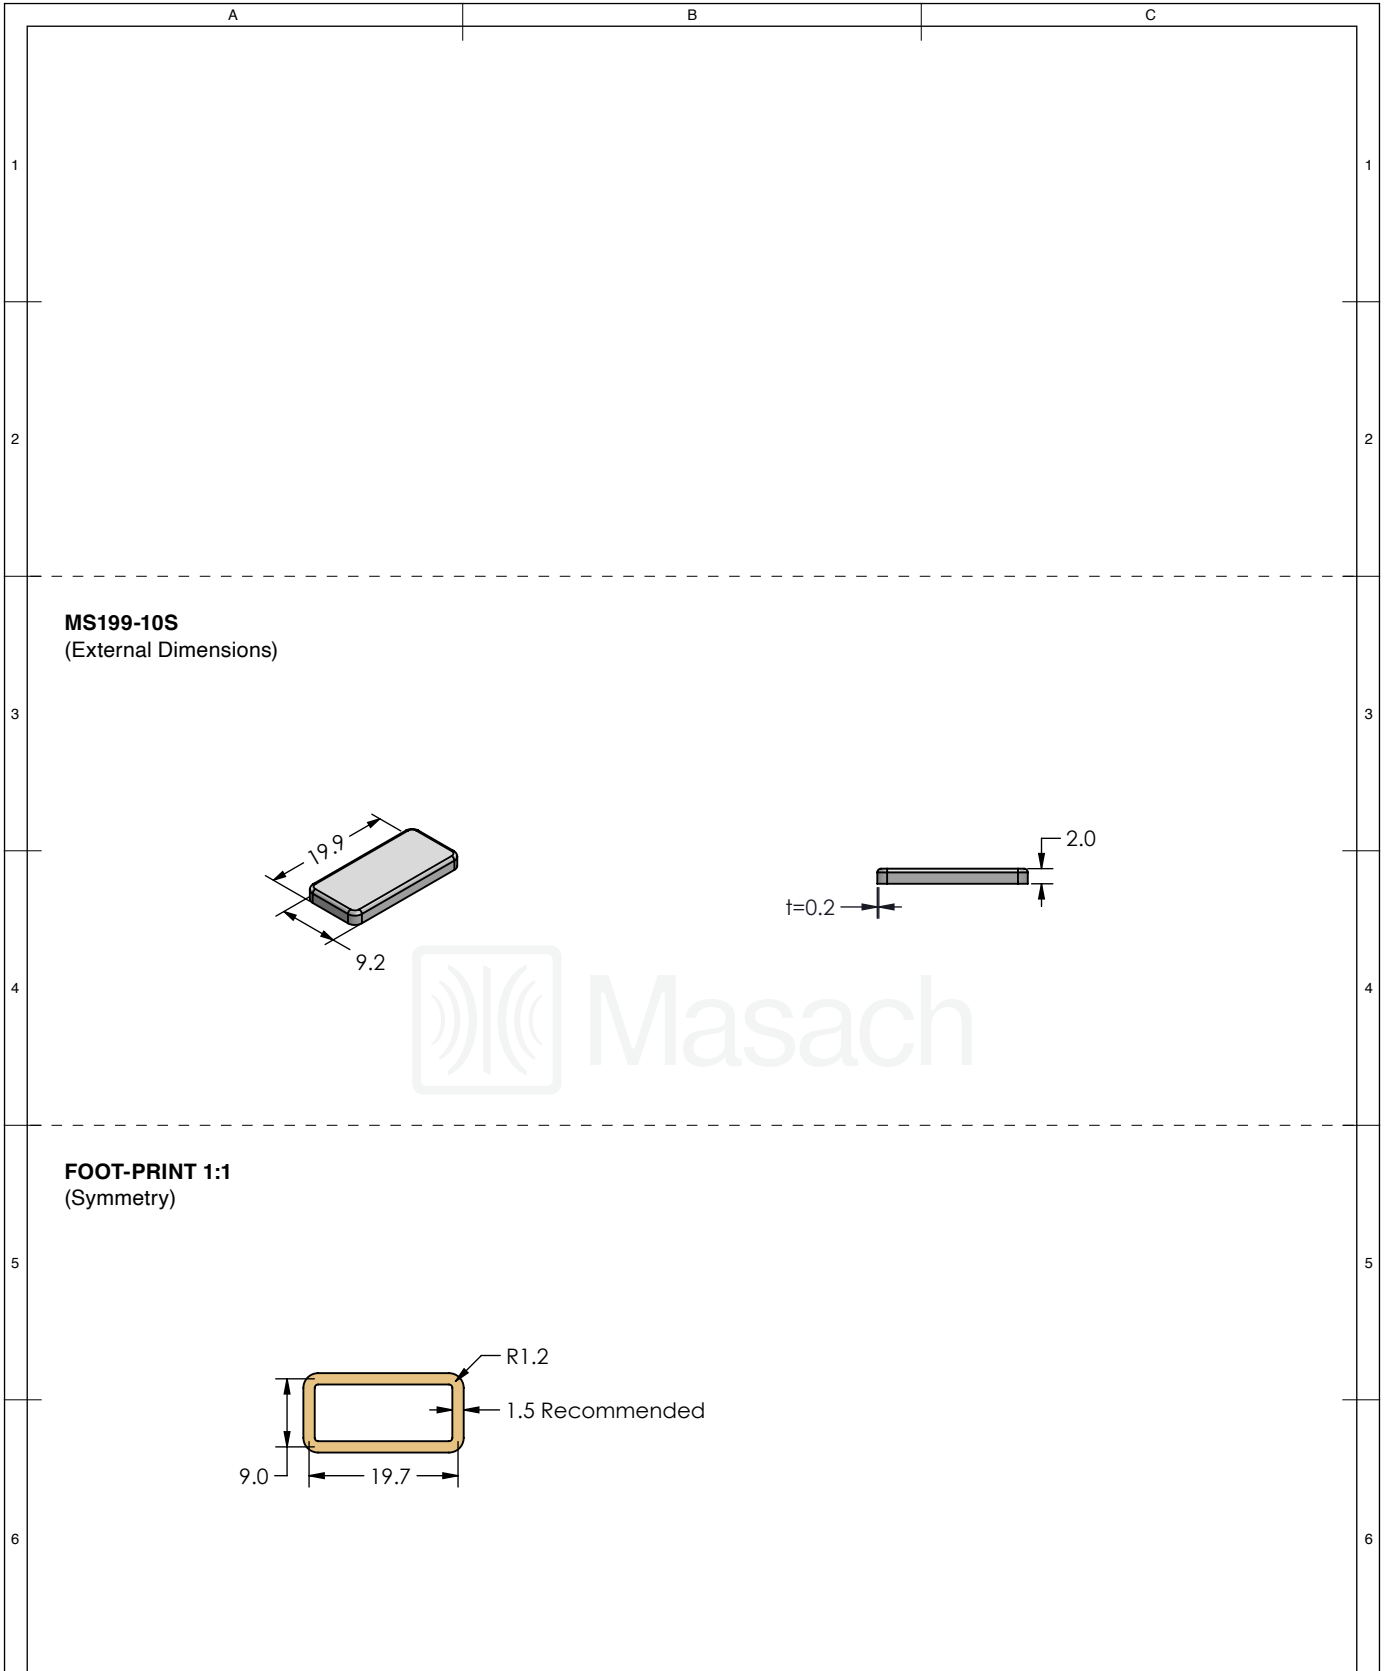 A B C
1 1
2 2
MS199-10S
(External Dimensions)
3 3
19.9
9.2
2.0
t=0.2
Masach
4 4
FOOT-PRINT 1:1
(Symmetry)
5 5
R1.2
1.5 Recommended
9.0
19.7
6 6